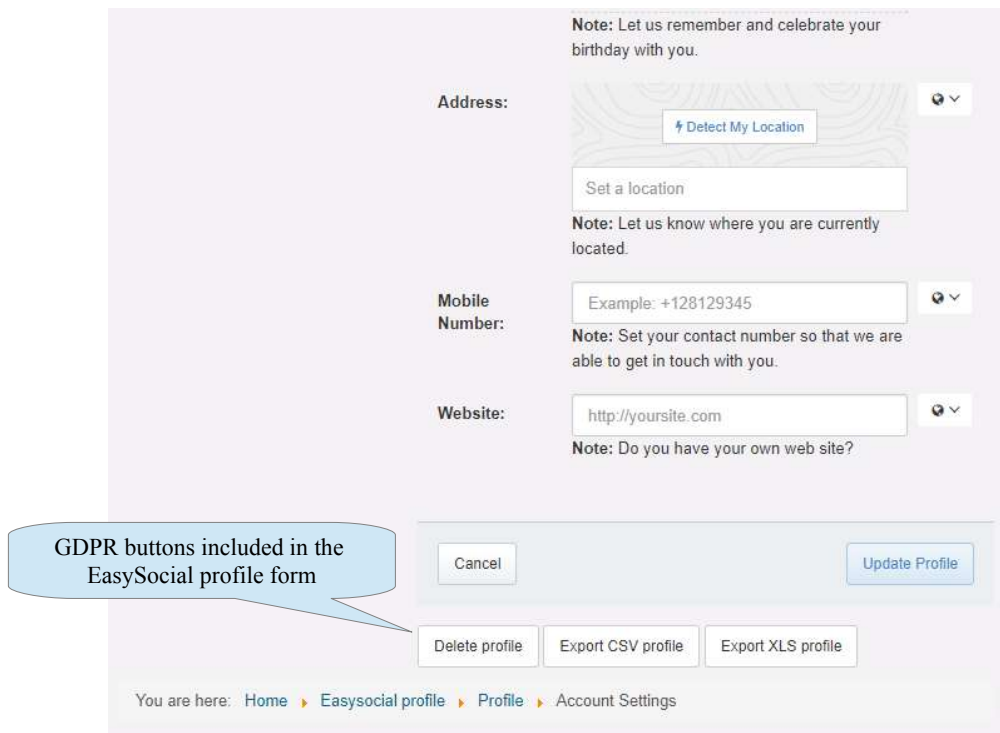 Note: Let us remember and celebrate your
birthday with you.
Address:
Detect My Location
Set a location
Note: Let us know where you are currently
located.
Mobile
Number:
Example: +128129345
Note: Set your contact number so that we are
able to get in touch with you.
Website:
http://yoursite.com
Note: Do you have your own web site?
GDPR buttons included in the
EasySocial profile form
Cancel
Update Profile
Delete profile
Export CSV profile
Export XLS profile
You are here: Home Easysocial profile Profile Account Settings